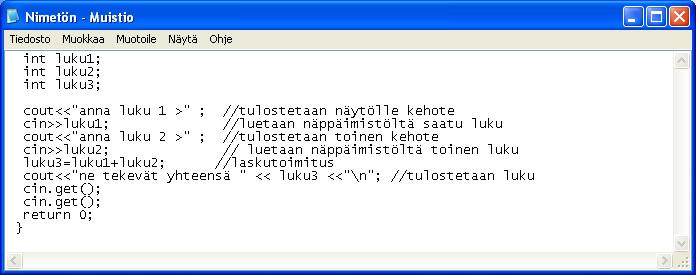 Nimetön - Muistio
Tiedosto Muokkaa Muotoile Näytä Ohje
int luku1;
int luku2;
int luku3;
cout<<"anna luku 1 >" ; //tulostetaan näytölle kehote
cin>>luku1; //luetaan näppäimistöltä saatu luku
cout<<"anna luku 2 >" ; //tulostetaan toinen kehote
cin>>luku2; // luetaan näppäimistöltä toinen luku
luku3=luku1+luku2; //laskutoimitus
cout<<"ne tekevät yhteensä " << luku3 <<"\n"; //tulostetaan luku
cin.get();
cin.get();
return 0;
}